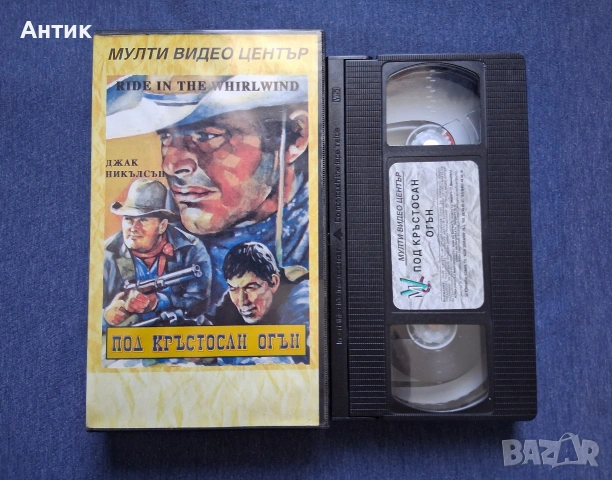 Антик
МУЛТИ ВИДЕО ЦЕНТЪР
RIDE IN THE WHIRLWIND
ДЖАК
НИКЪЛСЪН
ПОД КРЪСТОСАН ОГЪН
МУЛТИ ВИДЕО ЦЕНТЪР
ПОД КРЪСТОСАН
ОГЪН
BAZAR